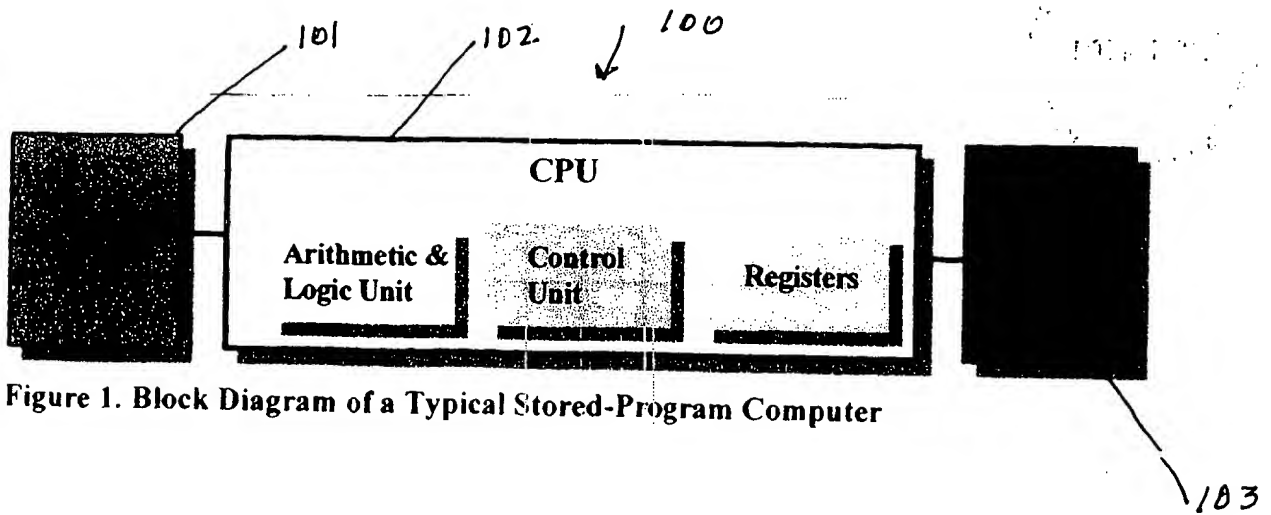 101
102
100
CPU
Arithmetic &
Logic Unit
Control
Unit
Registers
Figure 1. Block Diagram of a Typical Stored-Program Computer
103